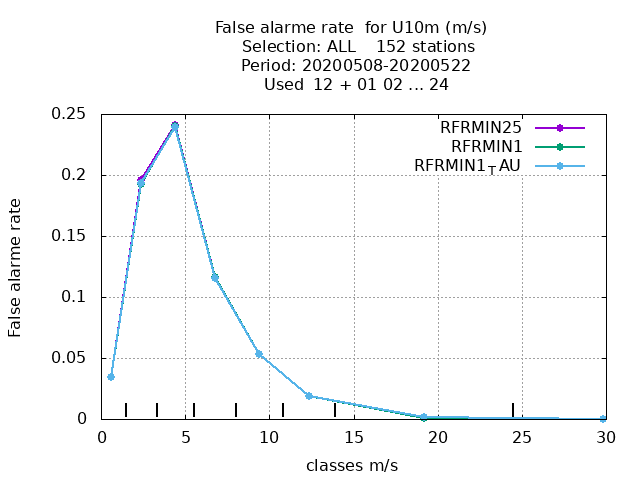 False alarme rate  for U10m (m/s)
Selection: ALL    152 stations
Period: 20200508-20200522
Used  12 + 01 02 ... 24
RFRMIN25
RFRMIN1
RFRMIN1TAU
False alarme rate
0.25
0.2
0.15
0.1
0.05
0
0 5 10 15 20 25 30
classes m/s